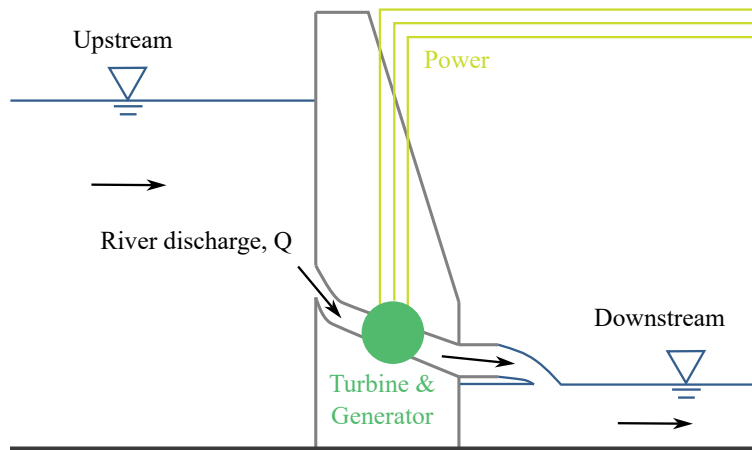 Upstream
Power
River discharge, Q
Downstream
Turbine &
Generator